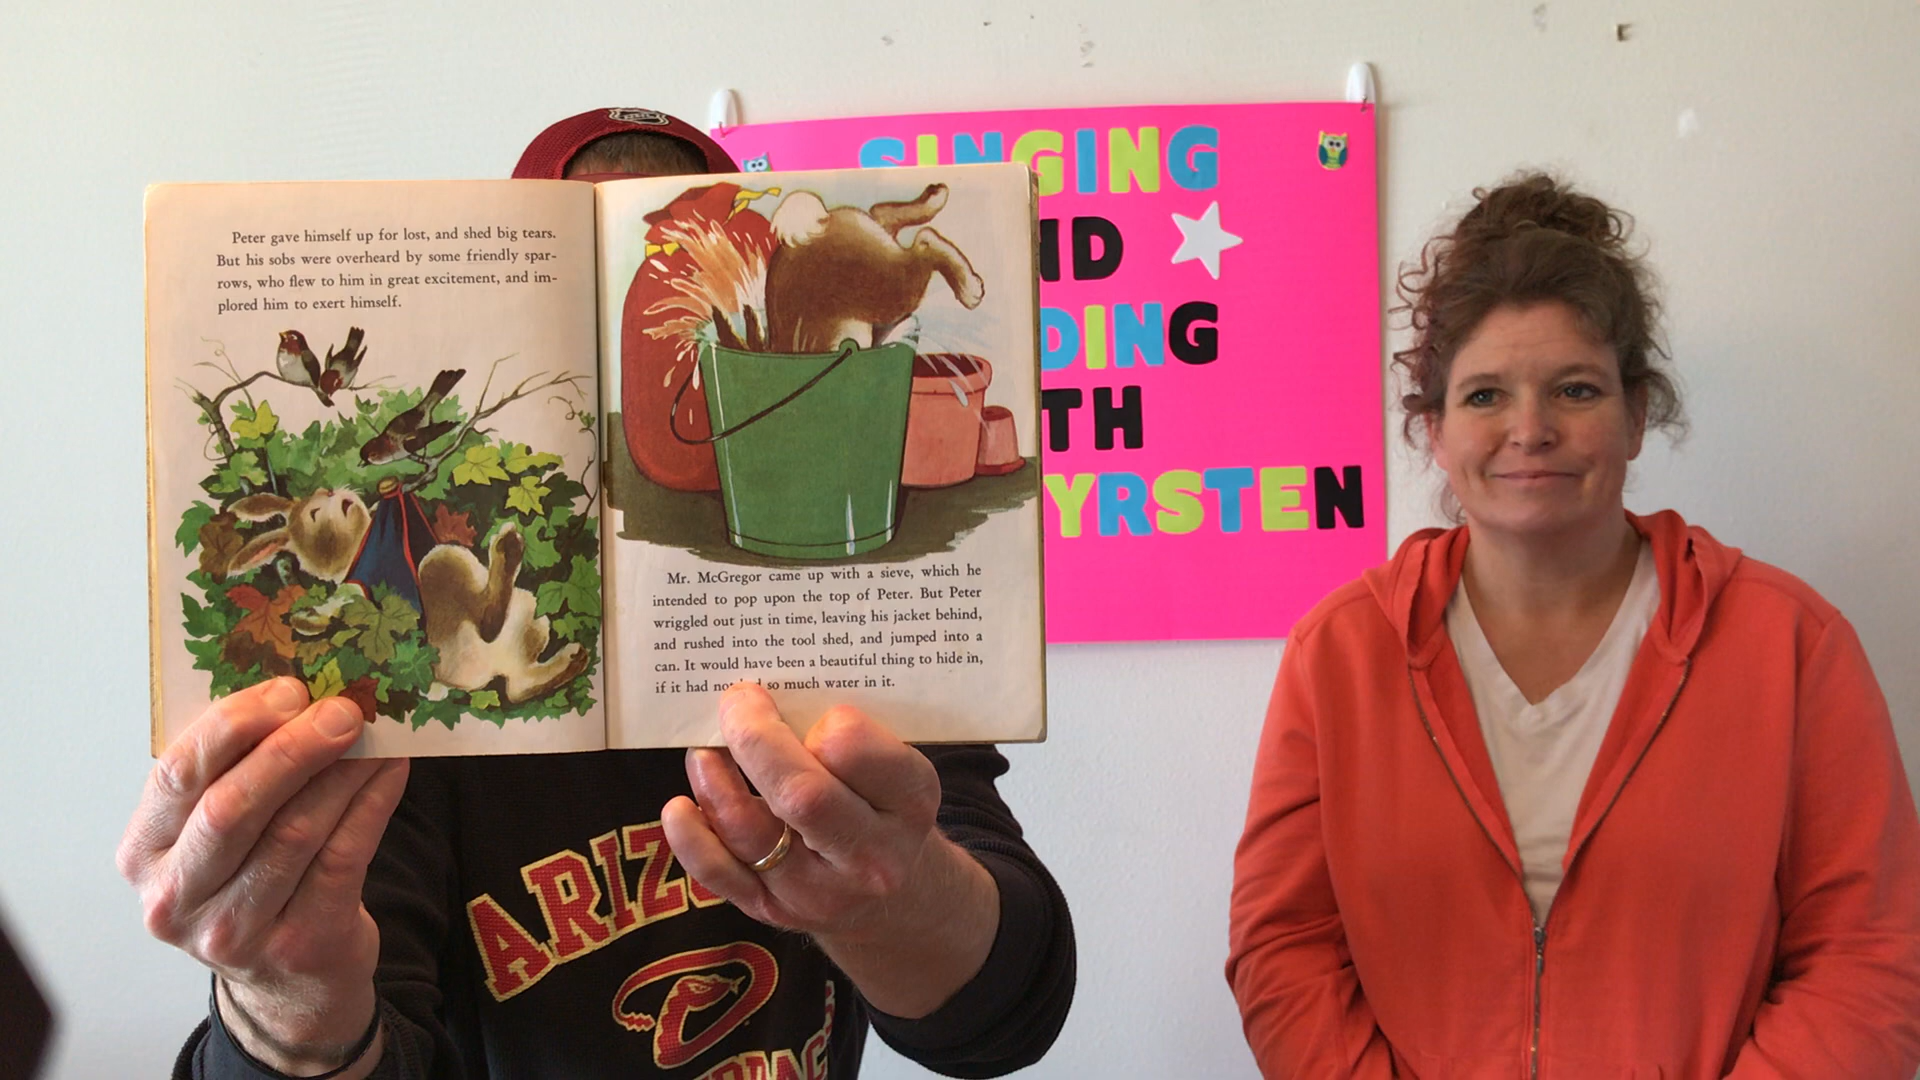 Peter gave himself up for lost, and shed big tears.
But his sobs were overheard by some friendly spar-
rows, who flew to him in great excitement, and im-
plored him to exert himself.
Mr. McGregor came up with a sieve, which he
intended to pop upon the top of Peter. But Peter
wriggled out just in time, leaving his jacket behind,
and rushed into the tool shed, and jumped into a
can. It would have been a beautiful thing to hide in,
if it had so much water in it.
SINGING
ND
DING
TH
YRSTEN
ARIZ